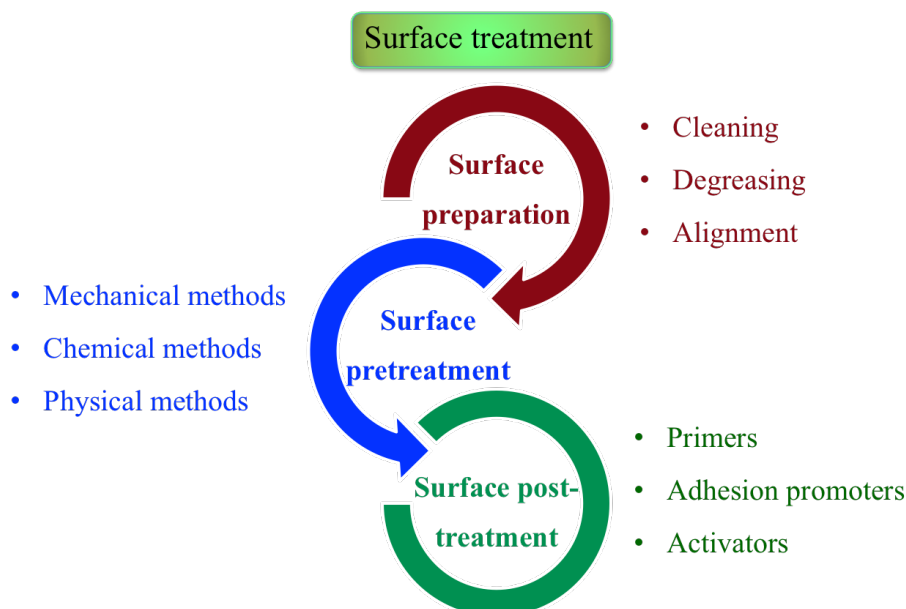 Surface treatment
Surface
preparation
• Cleaning
• Degreasing
• Alignment
Surface
pretreatment
• Mechanical methods
• Chemical methods
• Physical methods
Surface post-
treatment
• Primers
• Adhesion promoters
• Activators